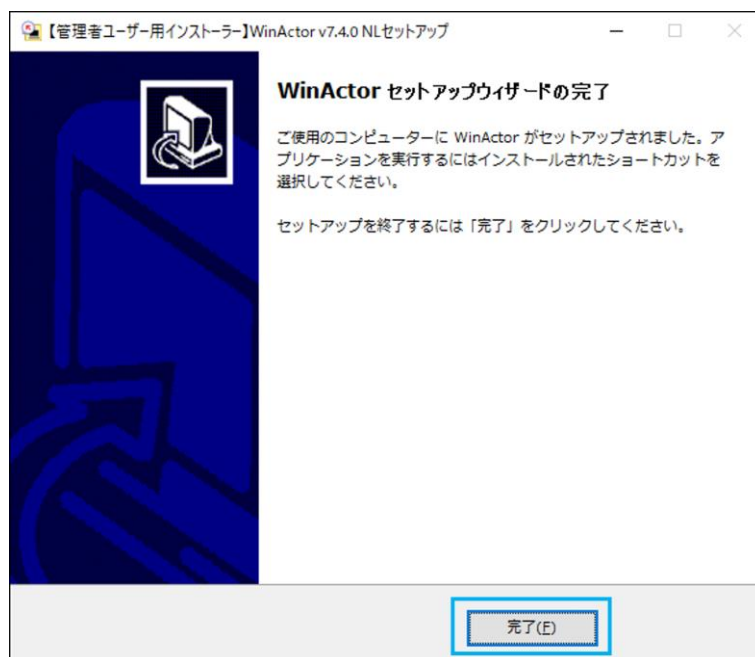 【管理者ユーザー用インストーラー】WinActor v7.4.0 NLセットアップ
WinActor セットアップウィザードの完了
ご使用のコンピューターに WinActor がセットアップされました。ア
プリケーションを実行するにはインストールされたショートカットを
選択してください。
セットアップを終了するには「完了」をクリックしてください。
完了(F)